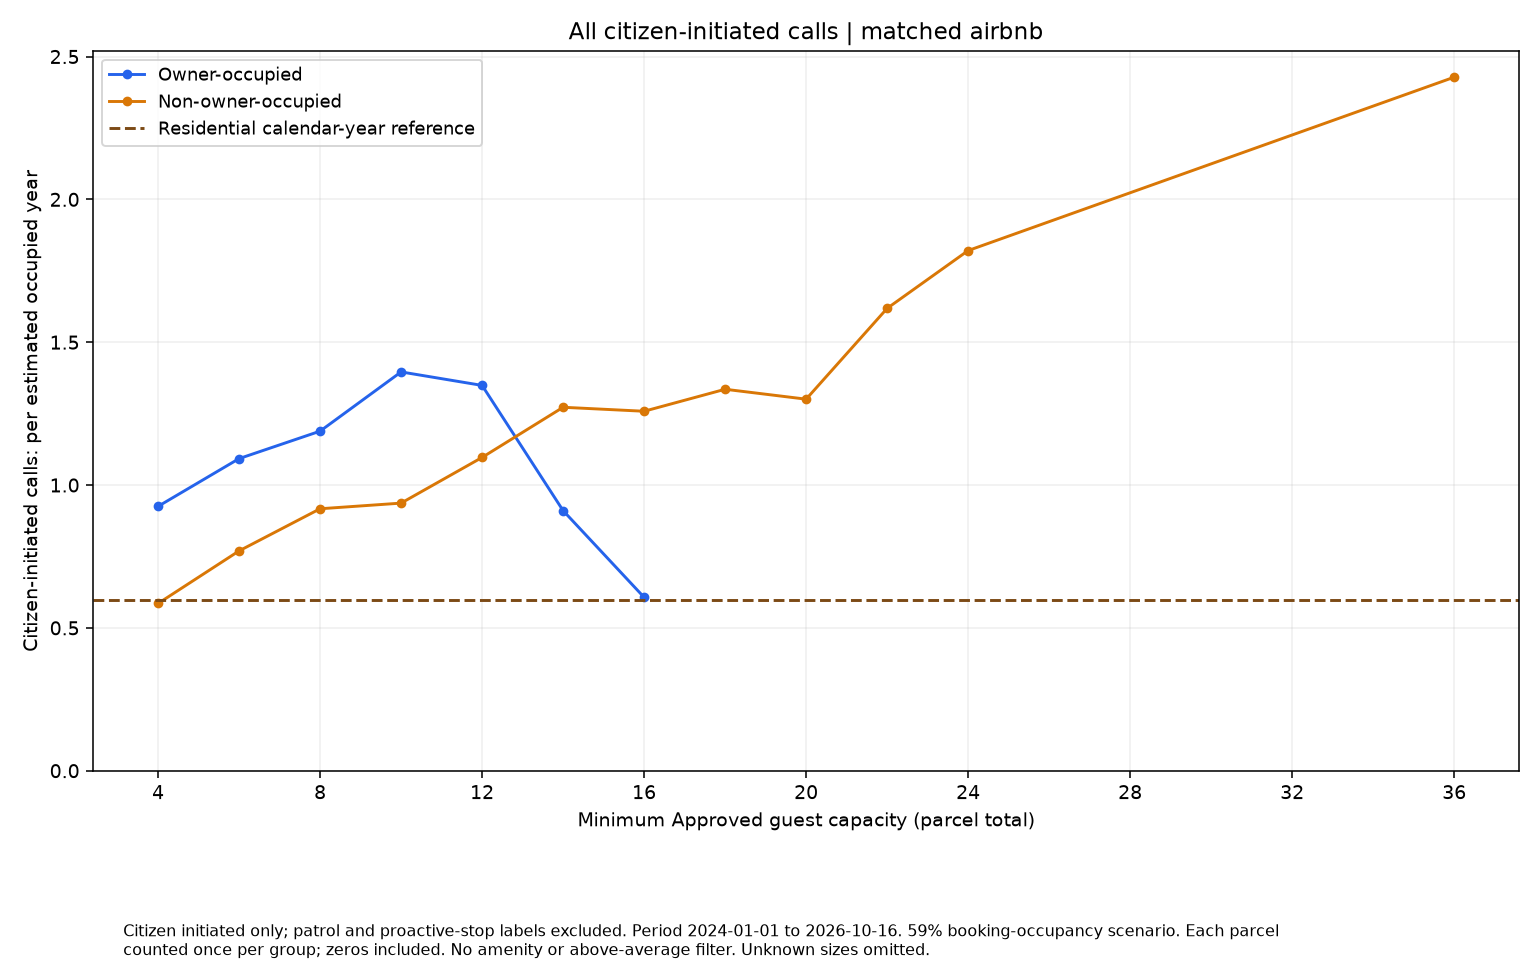 All citizen-initiated calls | matched airbnb
Owner-occupied
Non-owner-occupied
Residential calendar-year reference
Citizen-initiated calls: per estimated occupied year
2.5
2.0
1.5
1.0
0.5
0.0
4 8 12 16 20 24 28 32 36
Minimum Approved guest capacity (parcel total)
Citizen initiated only; patrol and proactive-stop labels excluded. Period 2024-01-01 to 2026-10-16. 59% booking-occupancy scenario. Each parcel
counted once per group; zeros included. No amenity or above-average filter. Unknown sizes omitted.